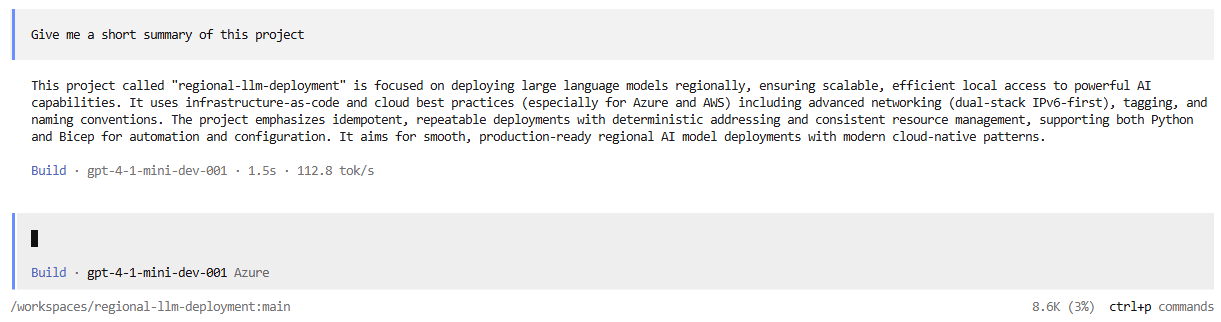 Give me a short summary of this project
This project called "regional-llm-deployment" is focused on deploying large language models regionally, ensuring scalable, efficient local access to powerful AI
capabilities. It uses infrastructure-as-code and cloud best practices (especially for Azure and AWS) including advanced networking (dual-stack IPv6-first), tagging, and
naming conventions. The project emphasizes idempotent, repeatable deployments with deterministic addressing and consistent resource management, supporting both Python
and Bicep for automation and configuration. It aims for smooth, production-ready regional AI model deployments with modern cloud-native patterns.
Build · gpt-4-1-mini-dev-001 · 1.5s · 112.8 tok/s
Build · gpt-4-1-mini-dev-001 Azure
/workspaces/regional-llm-deployment:main 8.6K (3%) ctrl+p commands